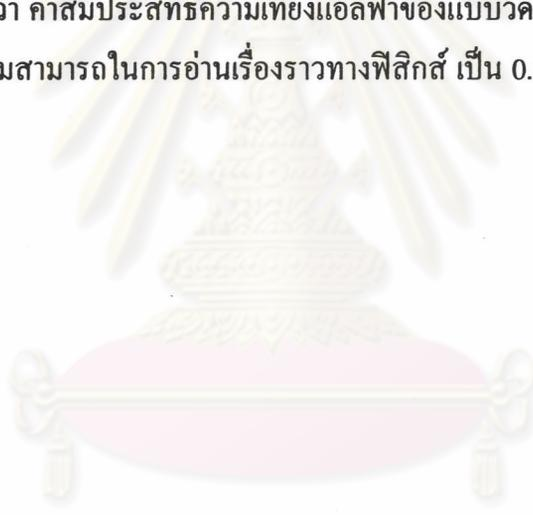 ว่า ค่าสัมประสิทธิ์ความเที่ยงแอลฟาของแบบวัด
มสามารถในการอ่านเรื่องราวทางฟิสิกส์ เป็น 0.